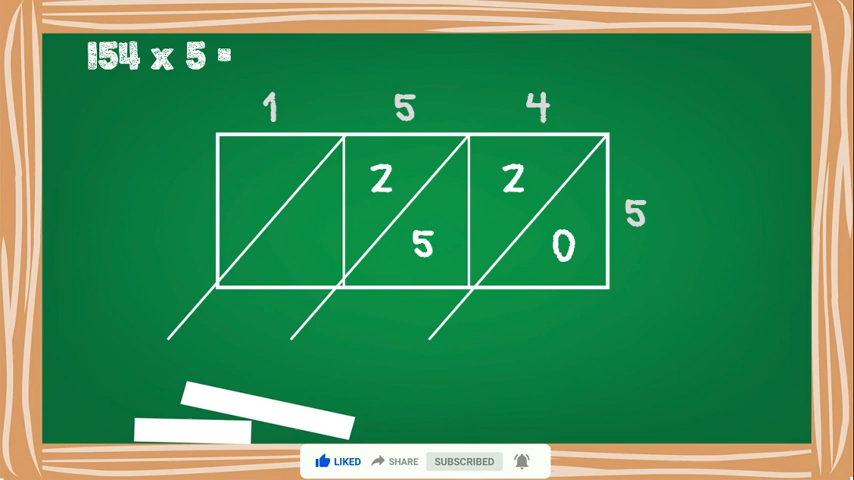 154 x 5 =
1 5 4
2 2
5
5 0
LIKED SHARE SUBSCRIBED